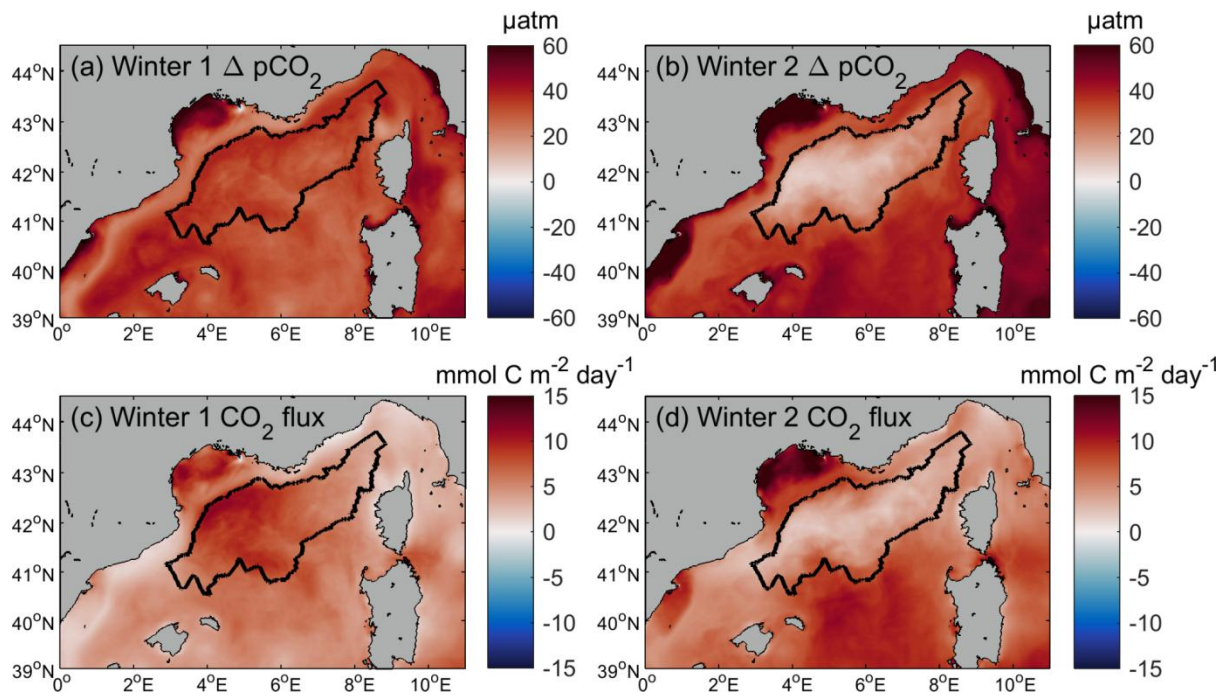 µatm
(a) Winter 1 Δ pCO₂
60
40
20
0
-20
-40
-60
44°N
43°N
42°N
41°N
40°N
39°N
0° 2°E 4°E 6°E 8°E 10°E
µatm
(b) Winter 2 Δ pCO₂
60
40
20
0
-20
-40
-60
44°N
43°N
42°N
41°N
40°N
39°N
0° 2°E 4°E 6°E 8°E 10°E
mmol C m⁻² day⁻¹
(c) Winter 1 CO₂ flux
15
10
5
0
-5
-10
-15
44°N
43°N
42°N
41°N
40°N
39°N
0° 2°E 4°E 6°E 8°E 10°E
mmol C m⁻² day⁻¹
(d) Winter 2 CO₂ flux
15
10
5
0
-5
-10
-15
44°N
43°N
42°N
41°N
40°N
39°N
0° 2°E 4°E 6°E 8°E 10°E